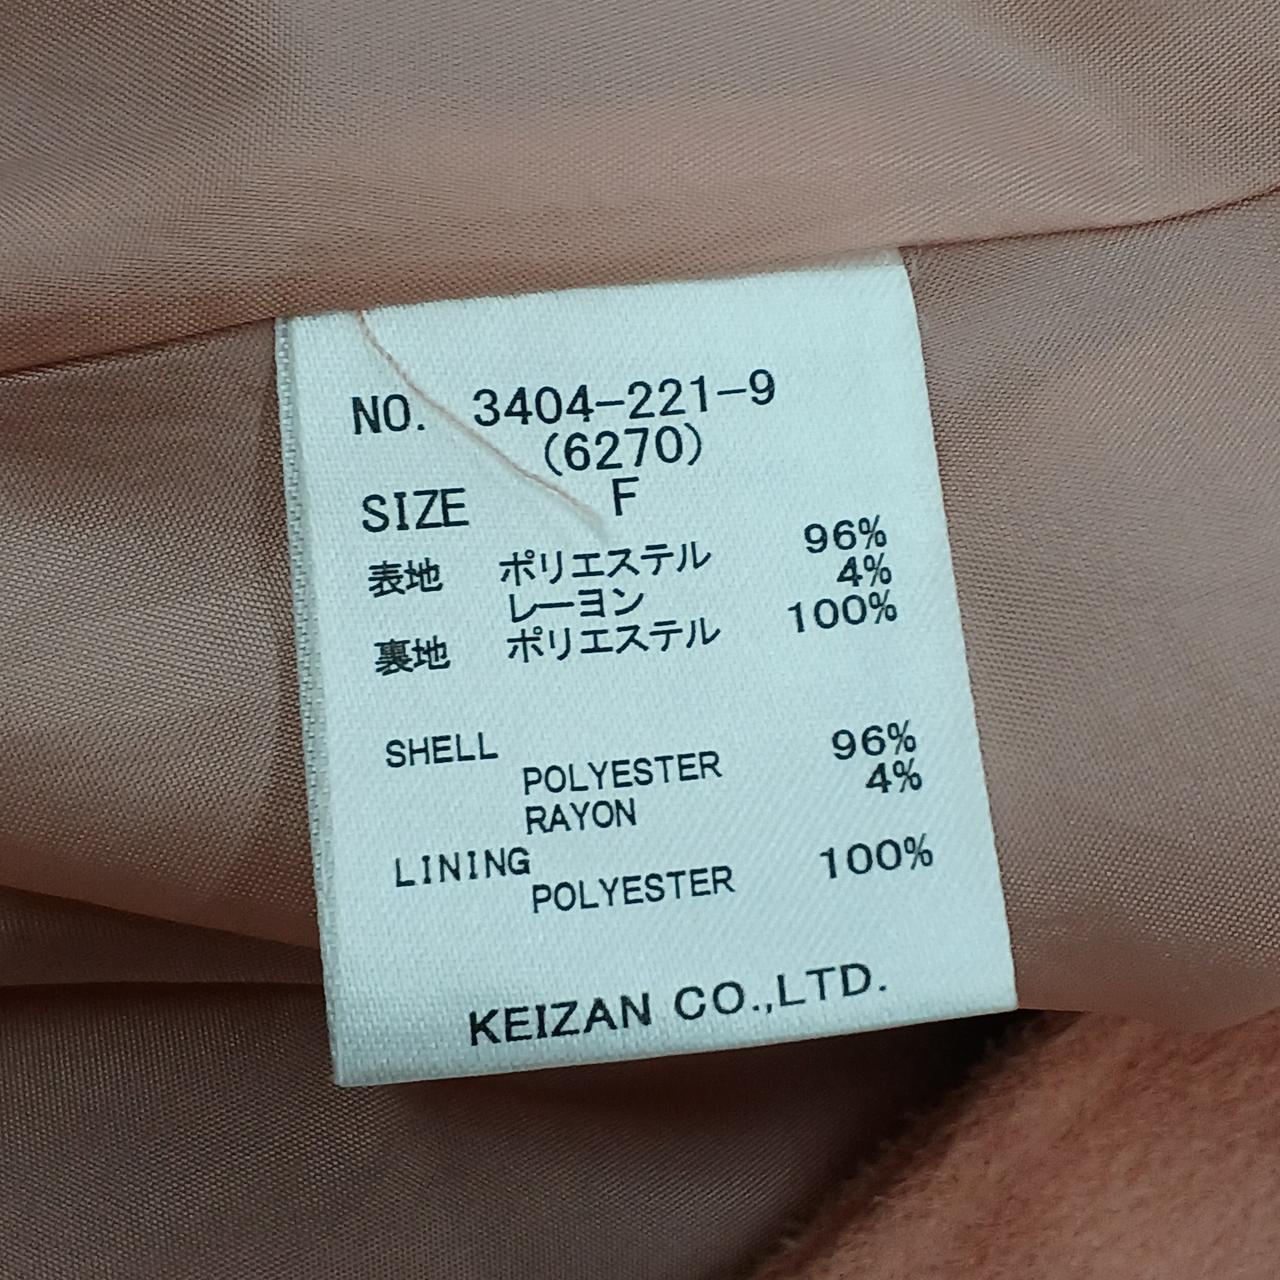 NO. 3404-221-9
(6270)
SIZE F
表地 ポリエステル 96%
レーヨン 4%
裏地 ポリエステル 100%
SHELL
POLYESTER 96%
RAYON 4%
LINING
POLYESTER 100%
KEIZAN CO.,LTD.